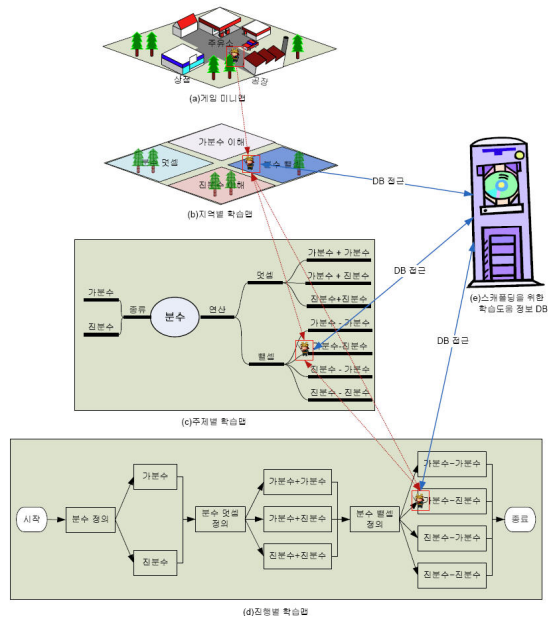 주유소
상점
공장
(a)게임 미니맵
가분수 이해
분수 덧셈
분수 뺄셈
진분수 이해
(b)지역별 학습맵
DB 접근
DB 접근
DB 접근
(e)스캐폴딩을 위한
학습도움 정보 DB
가분수
진분수
종류
분수
연산
덧셈
뺄셈
가분수 + 가분수
가분수 + 진분수
진분수+진분수
가분수 - 가분수
가분수-진분수
진분수 - 가분수
진분수 - 진분수
(c)주제별 학습맵
시작
분수 정의
가분수
진분수
분수 덧셈
정의
가분수+가분수
가분수+진분수
진분수+진분수
분수 뺄셈
정의
가분수-가분수
가분수-진분수
진분수-가분수
진분수-진분수
종료
(d)진행별 학습맵